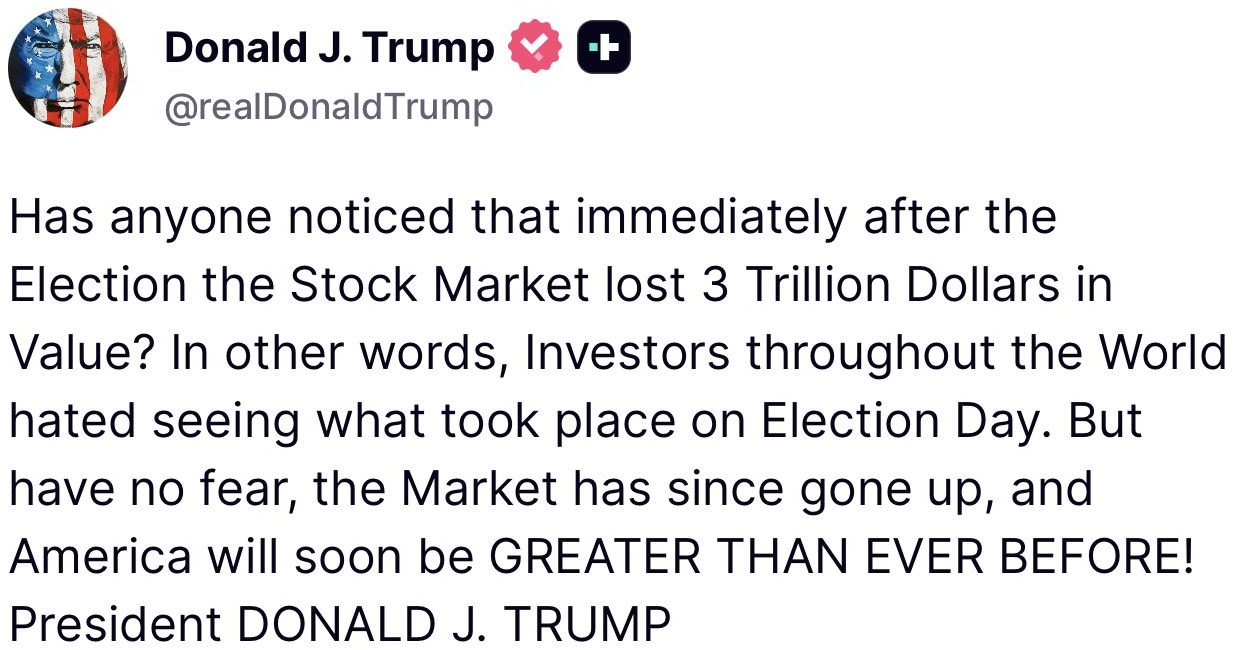 Donald J. Trump
@realDonaldTrump
Has anyone noticed that immediately after the
Election the Stock Market lost 3 Trillion Dollars in
Value? In other words, Investors throughout the World
hated seeing what took place on Election Day. But
have no fear, the Market has since gone up, and
America will soon be GREATER THAN EVER BEFORE!
President DONALD J. TRUMP